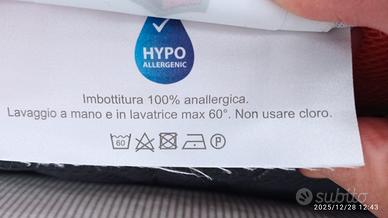 HYPO
ALLERGENIC
Imbottitura 100% anallergica.
Lavaggio a mano e in lavatrice max 60°. Non usare cloro.
60 P
subito
2025/12/28 12:43